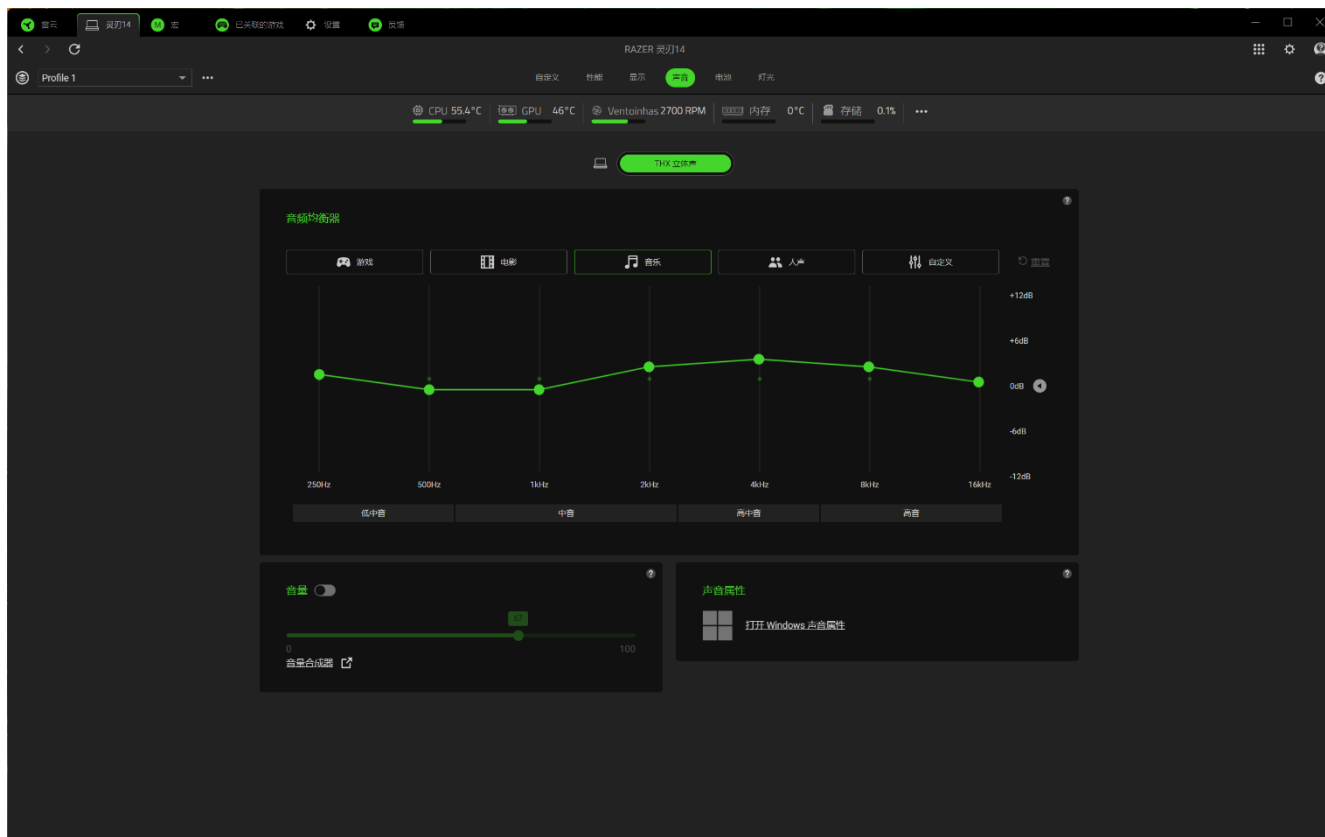 雷云 灵刃14 宏 已关联的游戏 设置 反馈
RAZER 灵刃14
Profile 1 自定义 性能 显示 声音 电池 灯光
CPU 55.4°C GPU 46°C Ventoinhas 2700 RPM 内存 0°C 存储 0.1%
THX 立体声
音频均衡器
游戏 电影 音乐 人声 自定义 重置
+12dB
+6dB
0dB
-6dB
-12dB
250Hz 500Hz 1kHz 2kHz 4kHz 8kHz 16kHz
低中音 中音 高中音 高音
音量
67
0 100
音量合成器
声音属性
打开 Windows 声音属性